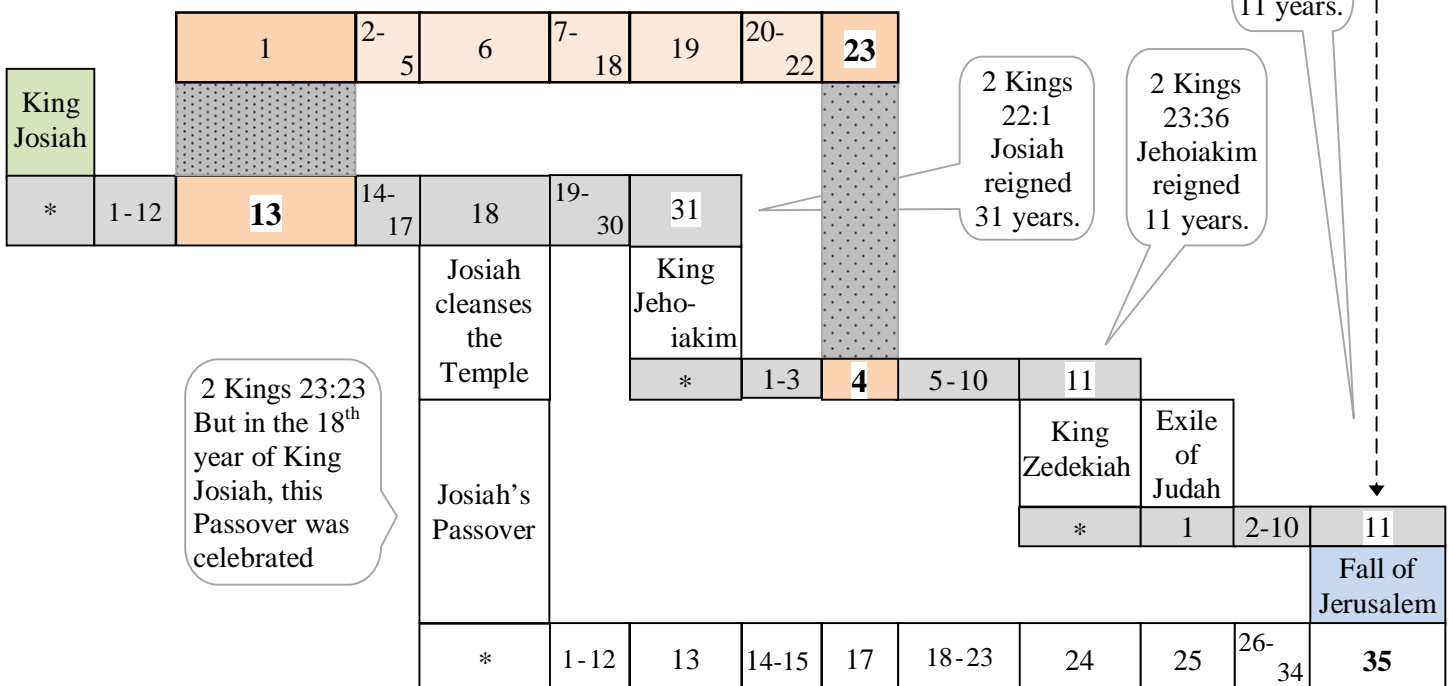 11 years.
1
2-
5
6
7-
18
19
20-
22
23
King
Josiah
2 Kings
22:1
Josiah
reigned
31 years.
2 Kings
23:36
Jehoiakim
reigned
11 years.
*
1-12
13
14-
17
18
19-
30
31
Josiah
cleanses
the
Temple
King
Jeho-
iakim
*
1-3
4
5-10
11
2 Kings 23:23
But in the 18th
year of King
Josiah, this
Passover was
celebrated
Josiah's
Passover
King
Zedekiah
Exile
of
Judah
*
1
2-10
11
Fall of
Jerusalem
*
1-12
13
14-15
17
18-23
24
25
26-
34
35